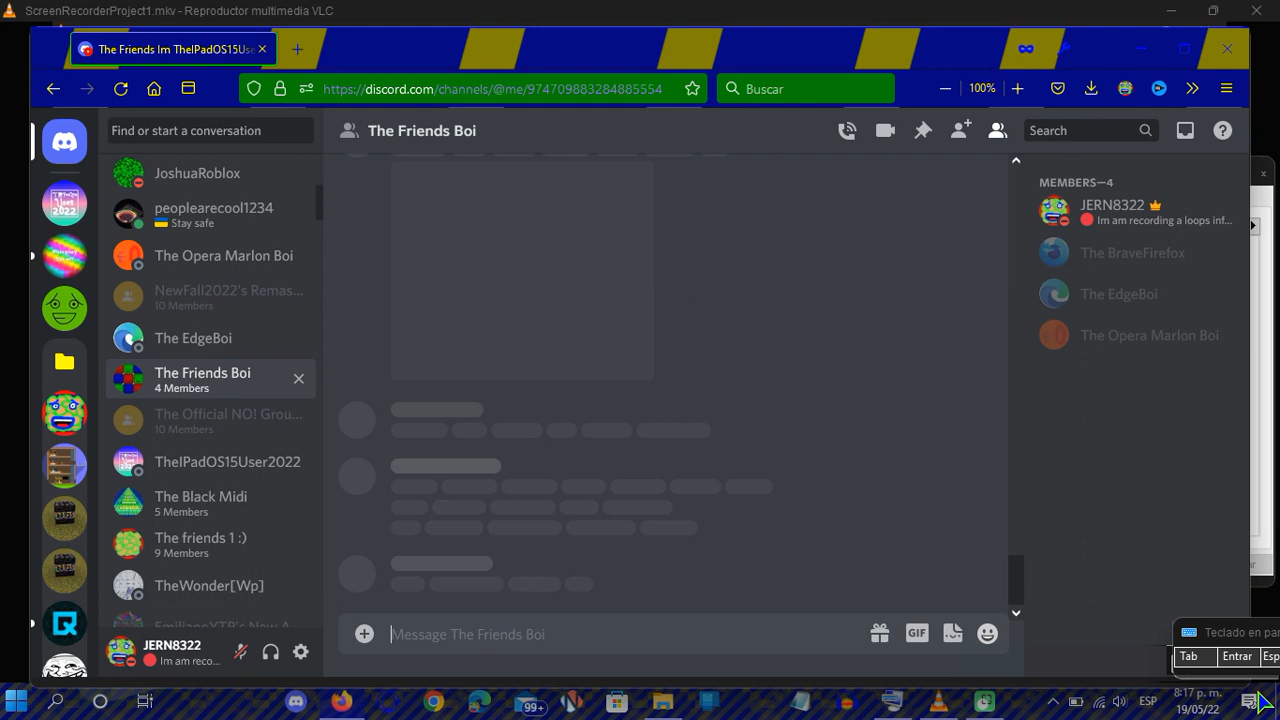 ScreenRecorderProject1.mkv - Reproductor multimedia VLC
The Friends Im TheIPadOS15Use
https://discord.com/channels/@me/974709883284885554
Buscar
100%
Find or start a conversation
The Friends Boi
Search
JoshuaRoblox
peoplearecool1234
Stay safe
The Opera Marlon Boi
NewFall2022's Remas...
10 Members
The EdgeBoi
The Friends Boi
4 Members
The Official NO! Grou...
10 Members
TheIPadOS15User2022
The Black Midi
5 Members
The friends 1 :)
9 Members
TheWonder[Wp]
EmilianoYTP's New A
JERN8322
Im am reco...
MEMBERS—4
JERN8322
Im am recording a loops inf...
The BraveFirefox
The EdgeBoi
The Opera Marlon Boi
Message The Friends Boi
GIF
Teclado en pan
Tab
Entrar
Esp
99+
ESP
8:17 p. m.
19/05/22